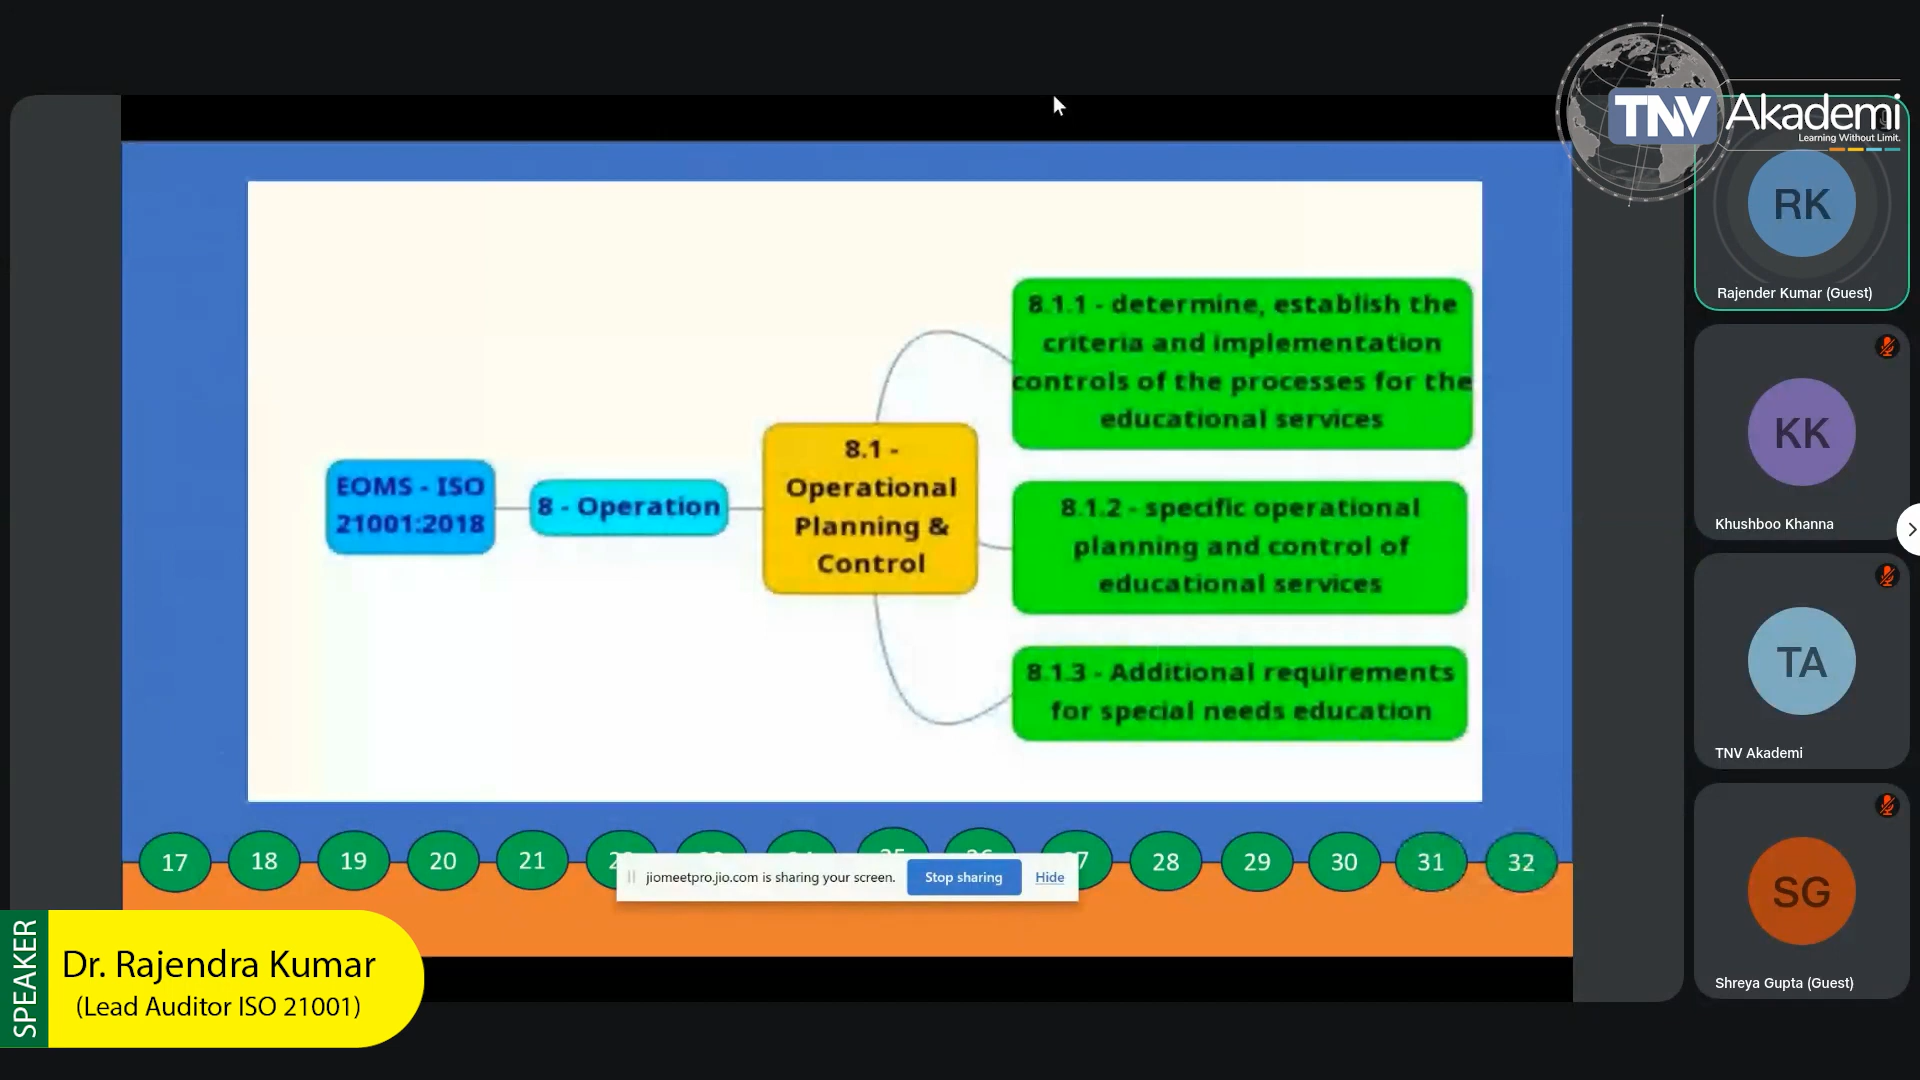 TNV Akademi
Learning Without Limit.
8.1.1 - determine, establish the
criteria and implementation
controls of the processes for the
educational services
8.1 -
Operational
Planning &
Control
EOMS - ISO
21001:2018
8 - Operation
8.1.2 - specific operational
planning and control of
educational services
8.1.3 - Additional requirements
for special needs education
RK
Rajender Kumar (Guest)
KK
Khushboo Khanna
TA
TNV Akademi
SG
Shreya Gupta (Guest)
17 18 19 20 21 25 26 28 29 30 31 32
jiomeetpro.jio.com is sharing your screen. Stop sharing Hide
SPEAKER
Dr. Rajendra Kumar
(Lead Auditor ISO 21001)